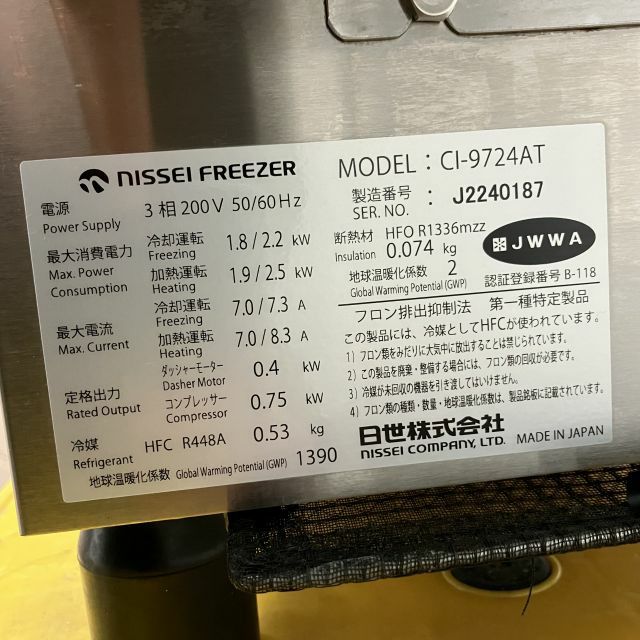 NISSEI FREEZER
MODEL : CI-9724AT
電源
Power Supply
3 相 200V 50/60Hz
製造番号
SER. NO.
: J2240187
最大消費電力
Max. Power
Consumption
冷却運転
Freezing
1.8 / 2.2 kW
加熱運転
Heating
1.9 / 2.5 kW
断熱材
Insulation
HFO R1336mzz
0.074 kg
地球温暖化係数
Global Warming Potential (GWP)
2
JWWA
認証登録番号 B-118
最大電流
Max. Current
冷却運転
Freezing
7.0 / 7.3 A
加熱運転
Heating
7.0 / 8.3 A
定格出力
Rated Output
ダッシャーモーター
Dasher Motor
0.4 kW
コンプレッサー
Compressor
0.75 kW
冷媒
Refrigerant
HFC R448A 0.53 kg
地球温暖化係数 Global Warming Potential (GWP) 1390
フロン排出抑制法 第一種特定製品
この製品には、冷媒としてHFCが使われています。
1) フロン類をみだりに大気中に放出することは禁じられています。
2) この製品を廃棄・整備する場合には、フロン類の回収が必要です。
3) 冷媒が未回収の機器を引き渡してはいけません。
4) フロン類の種類・数量・地球温暖化係数は、製品銘板に記載されています。
日世株式会社
NISSEI COMPANY, LTD.
MADE IN JAPAN